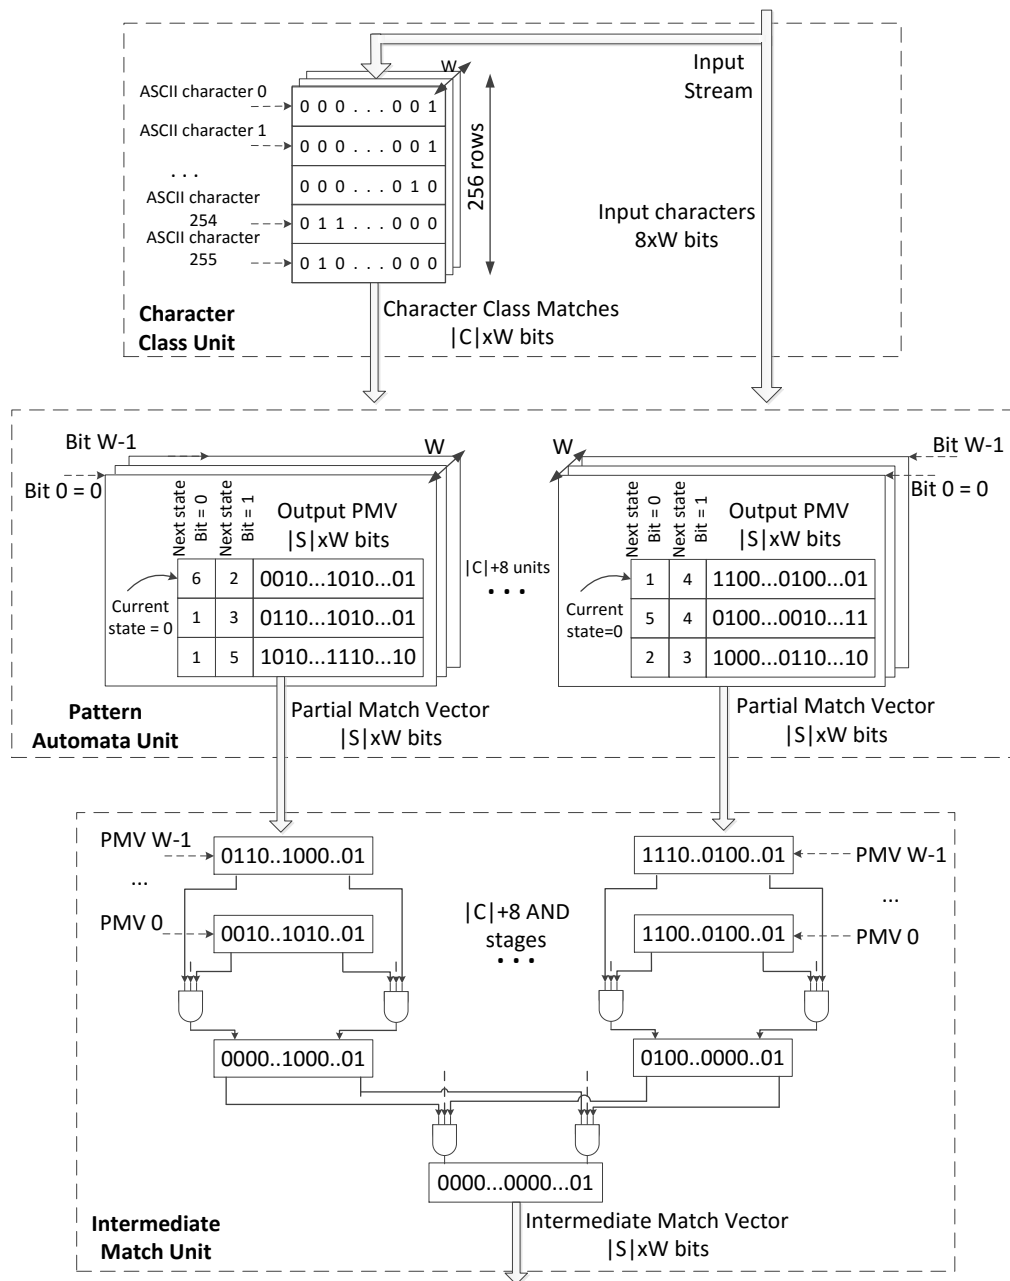 Input
Stream
W
ASCII character 0
0 0 0 . . . 0 0 1
ASCII character 1
0 0 0 . . . 0 0 1
. . .
0 0 0 . . . 0 1 0
ASCII character
254
0 1 1 . . . 0 0 0
ASCII character
255
0 1 0 . . . 0 0 0
256 rows
Input characters
8xW bits
Character
Class Unit
Character Class Matches
|C|xW bits
Bit W-1
W
Bit 0 = 0
Next state
Bit = 0
Next state
Bit = 1
Output PMV
|S|xW bits
6 2 0010...1010...01
1 3 0110...1010...01
1 5 1010...1110...10
Current
state = 0
|C|+8 units
. . .
W
Bit W-1
Bit 0 = 0
Next state
Bit = 0
Next state
Bit = 1
Output PMV
|S|xW bits
1 4 1100...0100...01
5 4 0100...0010...11
2 3 1000...0110...10
Current
state=0
Pattern
Automata Unit
Partial Match Vector
|S|xW bits
Partial Match Vector
|S|xW bits
PMV W-1
0110..1000..01
1110..0100..01
PMV W-1
...
...
PMV 0
0010..1010..01
|C|+8 AND
stages
. . .
1100..0100..01
PMV 0
0000..1000..01
0100..0000..01
0000...0000...01
Intermediate
Match Unit
Intermediate Match Vector
|S|xW bits